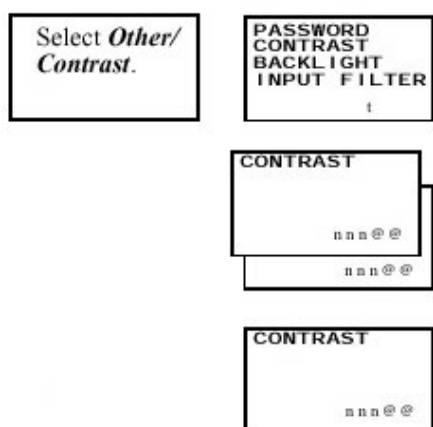 Select Other/
Contrast.
PASSWORD
CONTRAST
BACKLIGHT
INPUT FILTER
t
CONTRAST
nnn@@
nnn@@
CONTRAST
nnn@@